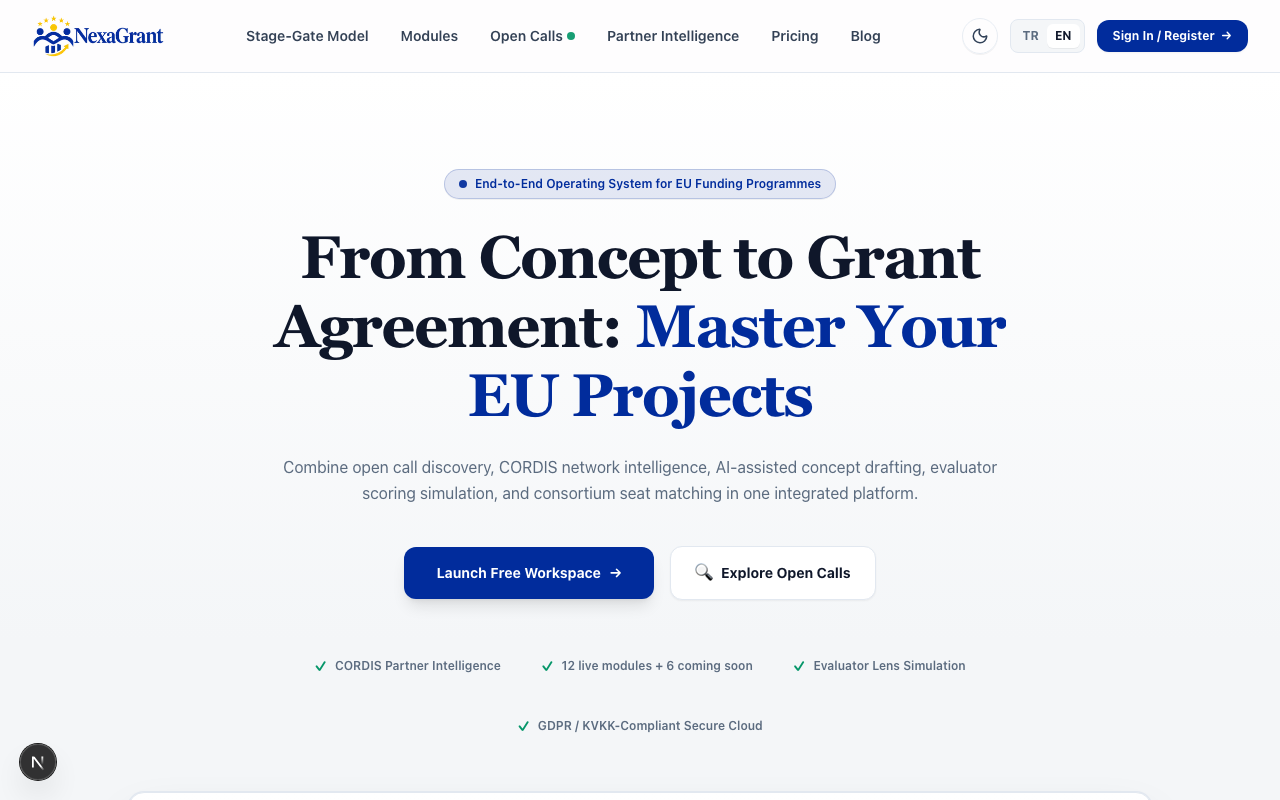 NexaGrant
Stage-Gate Model
Modules
Open Calls
Partner Intelligence
Pricing
Blog
TR
EN
Sign In / Register →
End-to-End Operating System for EU Funding Programmes
From Concept to Grant
Agreement: Master Your
EU Projects
Combine open call discovery, CORDIS network intelligence, AI-assisted concept drafting, evaluator
scoring simulation, and consortium seat matching in one integrated platform.
Launch Free Workspace →
Explore Open Calls
CORDIS Partner Intelligence
12 live modules + 6 coming soon
Evaluator Lens Simulation
GDPR / KVKK-Compliant Secure Cloud
N